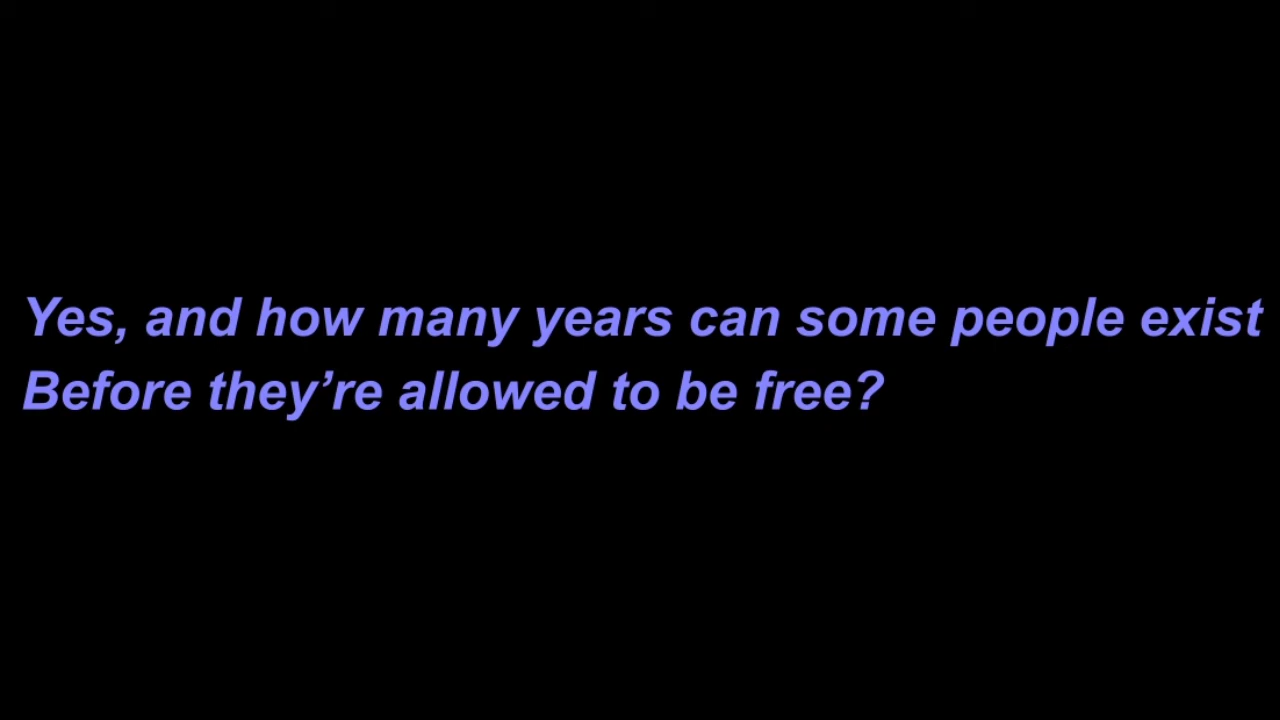 Yes, and how many years can some people exist
Before they’re allowed to be free?